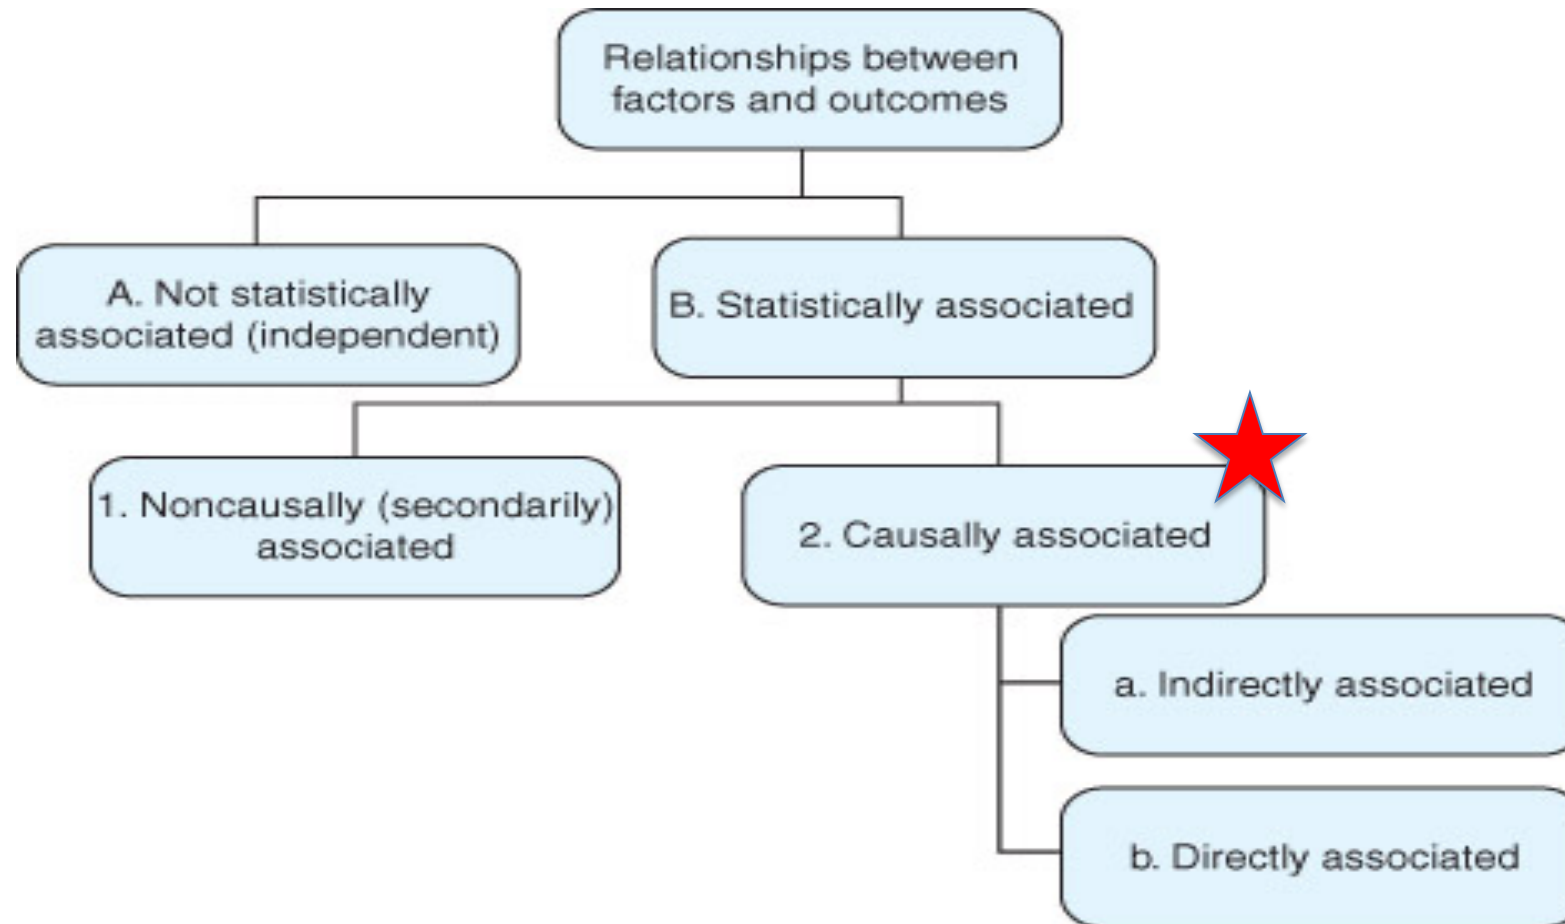 Relationships between
factors and outcomes
A. Not statistically
associated (independent)
B. Statistically associated
1. Noncausally (secondarily)
associated
2. Causally associated
a. Indirectly associated
b. Directly associated